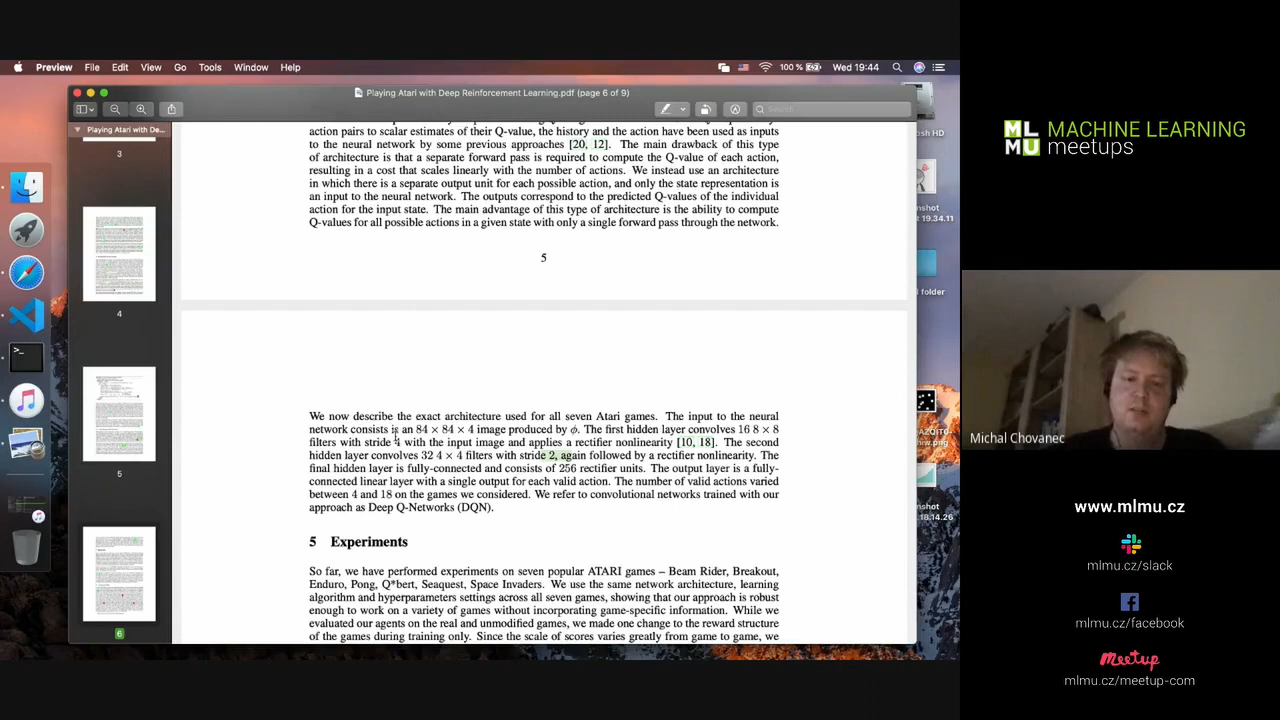 Preview File Edit View Go Tools Window Help
100 % Wed 19:44
Playing Atari with Deep Reinforcement Learning.pdf (page 6 of 9)
Search
Playing Atari with De...
3
4
5
6
action pairs to scalar estimates of their Q-value, the history and the action have been used as inputs
to the neural network by some previous approaches [20, 12]. The main drawback of this type
of architecture is that a separate forward pass is required to compute the Q-value of each action,
resulting in a cost that scales linearly with the number of actions. We instead use an architecture
in which there is a separate output unit for each possible action, and only the state representation is
an input to the neural network. The outputs correspond to the predicted Q-values of the individual
action for the input state. The main advantage of this type of architecture is the ability to compute
Q-values for all possible actions in a given state with only a single forward pass through the network.
5
We now describe the exact architecture used for all seven Atari games. The input to the neural
network consists is an 84 × 84 × 4 image produced by ϕ. The first hidden layer convolves 16 8 × 8
filters with stride 4 with the input image and applies a rectifier nonlinearity [10, 18]. The second
hidden layer convolves 32 4 × 4 filters with stride 2, again followed by a rectifier nonlinearity. The
final hidden layer is fully-connected and consists of 256 rectifier units. The output layer is a fully-
connected linear layer with a single output for each valid action. The number of valid actions varied
between 4 and 18 on the games we considered. We refer to convolutional networks trained with our
approach as Deep Q-Networks (DQN).
5 Experiments
So far, we have performed experiments on seven popular ATARI games – Beam Rider, Breakout,
Enduro, Pong, Q*bert, Seaquest, Space Invaders. We use the same network architecture, learning
algorithm and hyperparameters settings across all seven games, showing that our approach is robust
enough to work on a variety of games without incorporating game-specific information. While we
evaluated our agents on the real and unmodified games, we made one change to the reward structure
of the games during training only. Since the scale of scores varies greatly from game to game, we
HD
19.34.11
folder
18.14.26
ML
MU
MACHINE LEARNING
meetups
Michal Chovanec
www.mlmu.cz
mlmu.cz/slack
mlmu.cz/facebook
Meetup
mlmu.cz/meetup-com